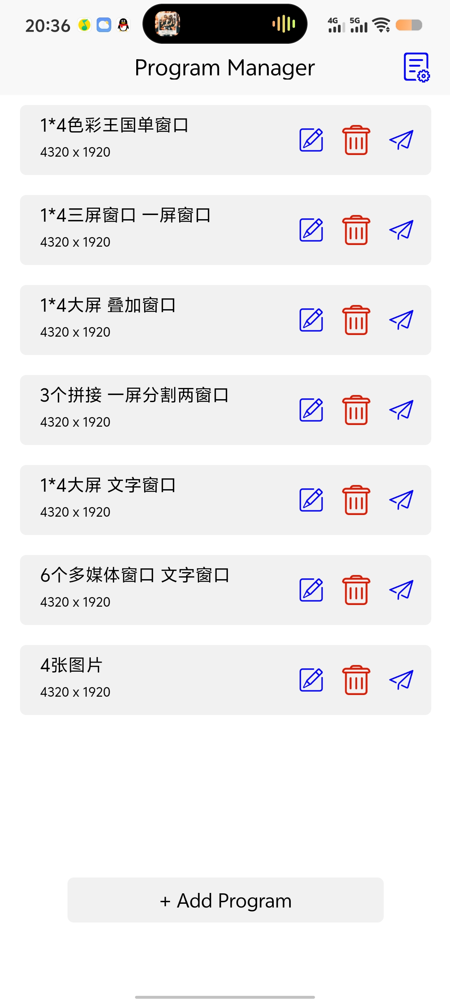 20:36
4G 5G
Program Manager
1*4色彩王国单窗口
4320 x 1920
1*4三屏窗口 一屏窗口
4320 x 1920
1*4大屏 叠加窗口
4320 x 1920
3个拼接 一屏分割两窗口
4320 x 1920
1*4大屏 文字窗口
4320 x 1920
6个多媒体窗口 文字窗口
4320 x 1920
4张图片
4320 x 1920
+ Add Program